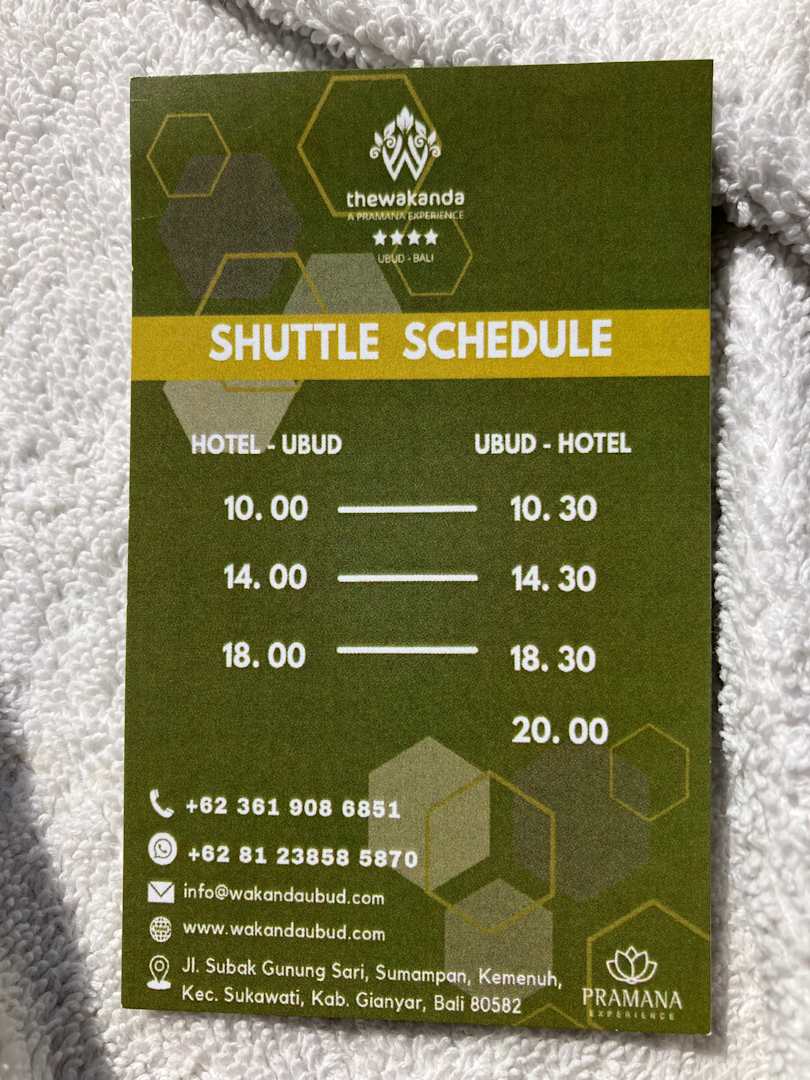 thewakanda
A PRAMANA EXPERIENCE
UBUD - BALI
SHUTTLE SCHEDULE
HOTEL - UBUD UBUD - HOTEL
10.00 10.30
14.00 14.30
18.00 18.30
20.00
+62 361 908 6851
+62 81 23858 5870
info@wakandaubud.com
www.wakandaubud.com
Jl. Subak Gunung Sari, Sumampan, Kemenuh,
Kec. Sukawati, Kab. Gianyar, Bali 80582
PRAMANA
EXPERIENCE